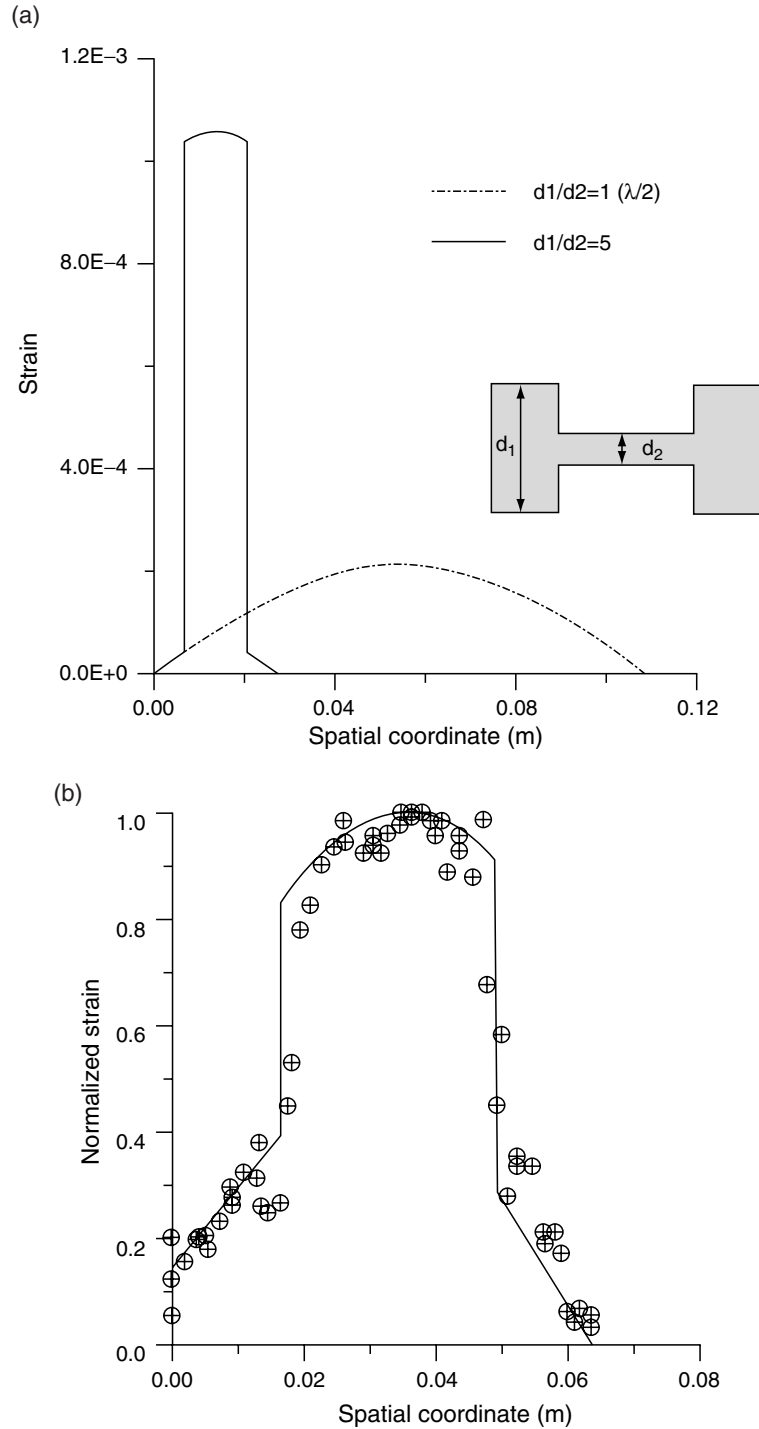 (a)
1.2E−3
8.0E−4
4.0E−4
0.0E+0
Strain
d1/d2=1 (λ/2)
d1/d2=5
d1
d2
0.00 0.04 0.08 0.12
Spatial coordinate (m)
(b)
1.0
0.8
0.6
0.4
0.2
0.0
Normalized strain
0.00 0.02 0.04 0.06 0.08
Spatial coordinate (m)